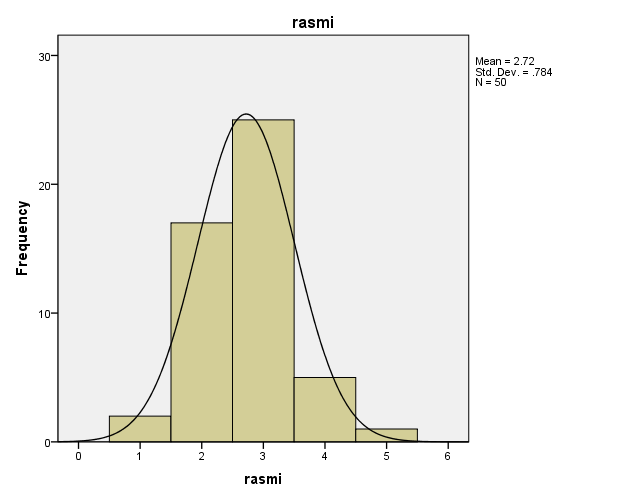 rasmi
Mean = 2.72
Std. Dev. = .784
N = 50
Frequency
30
20
10
0
0 1 2 3 4 5 6
rasmi